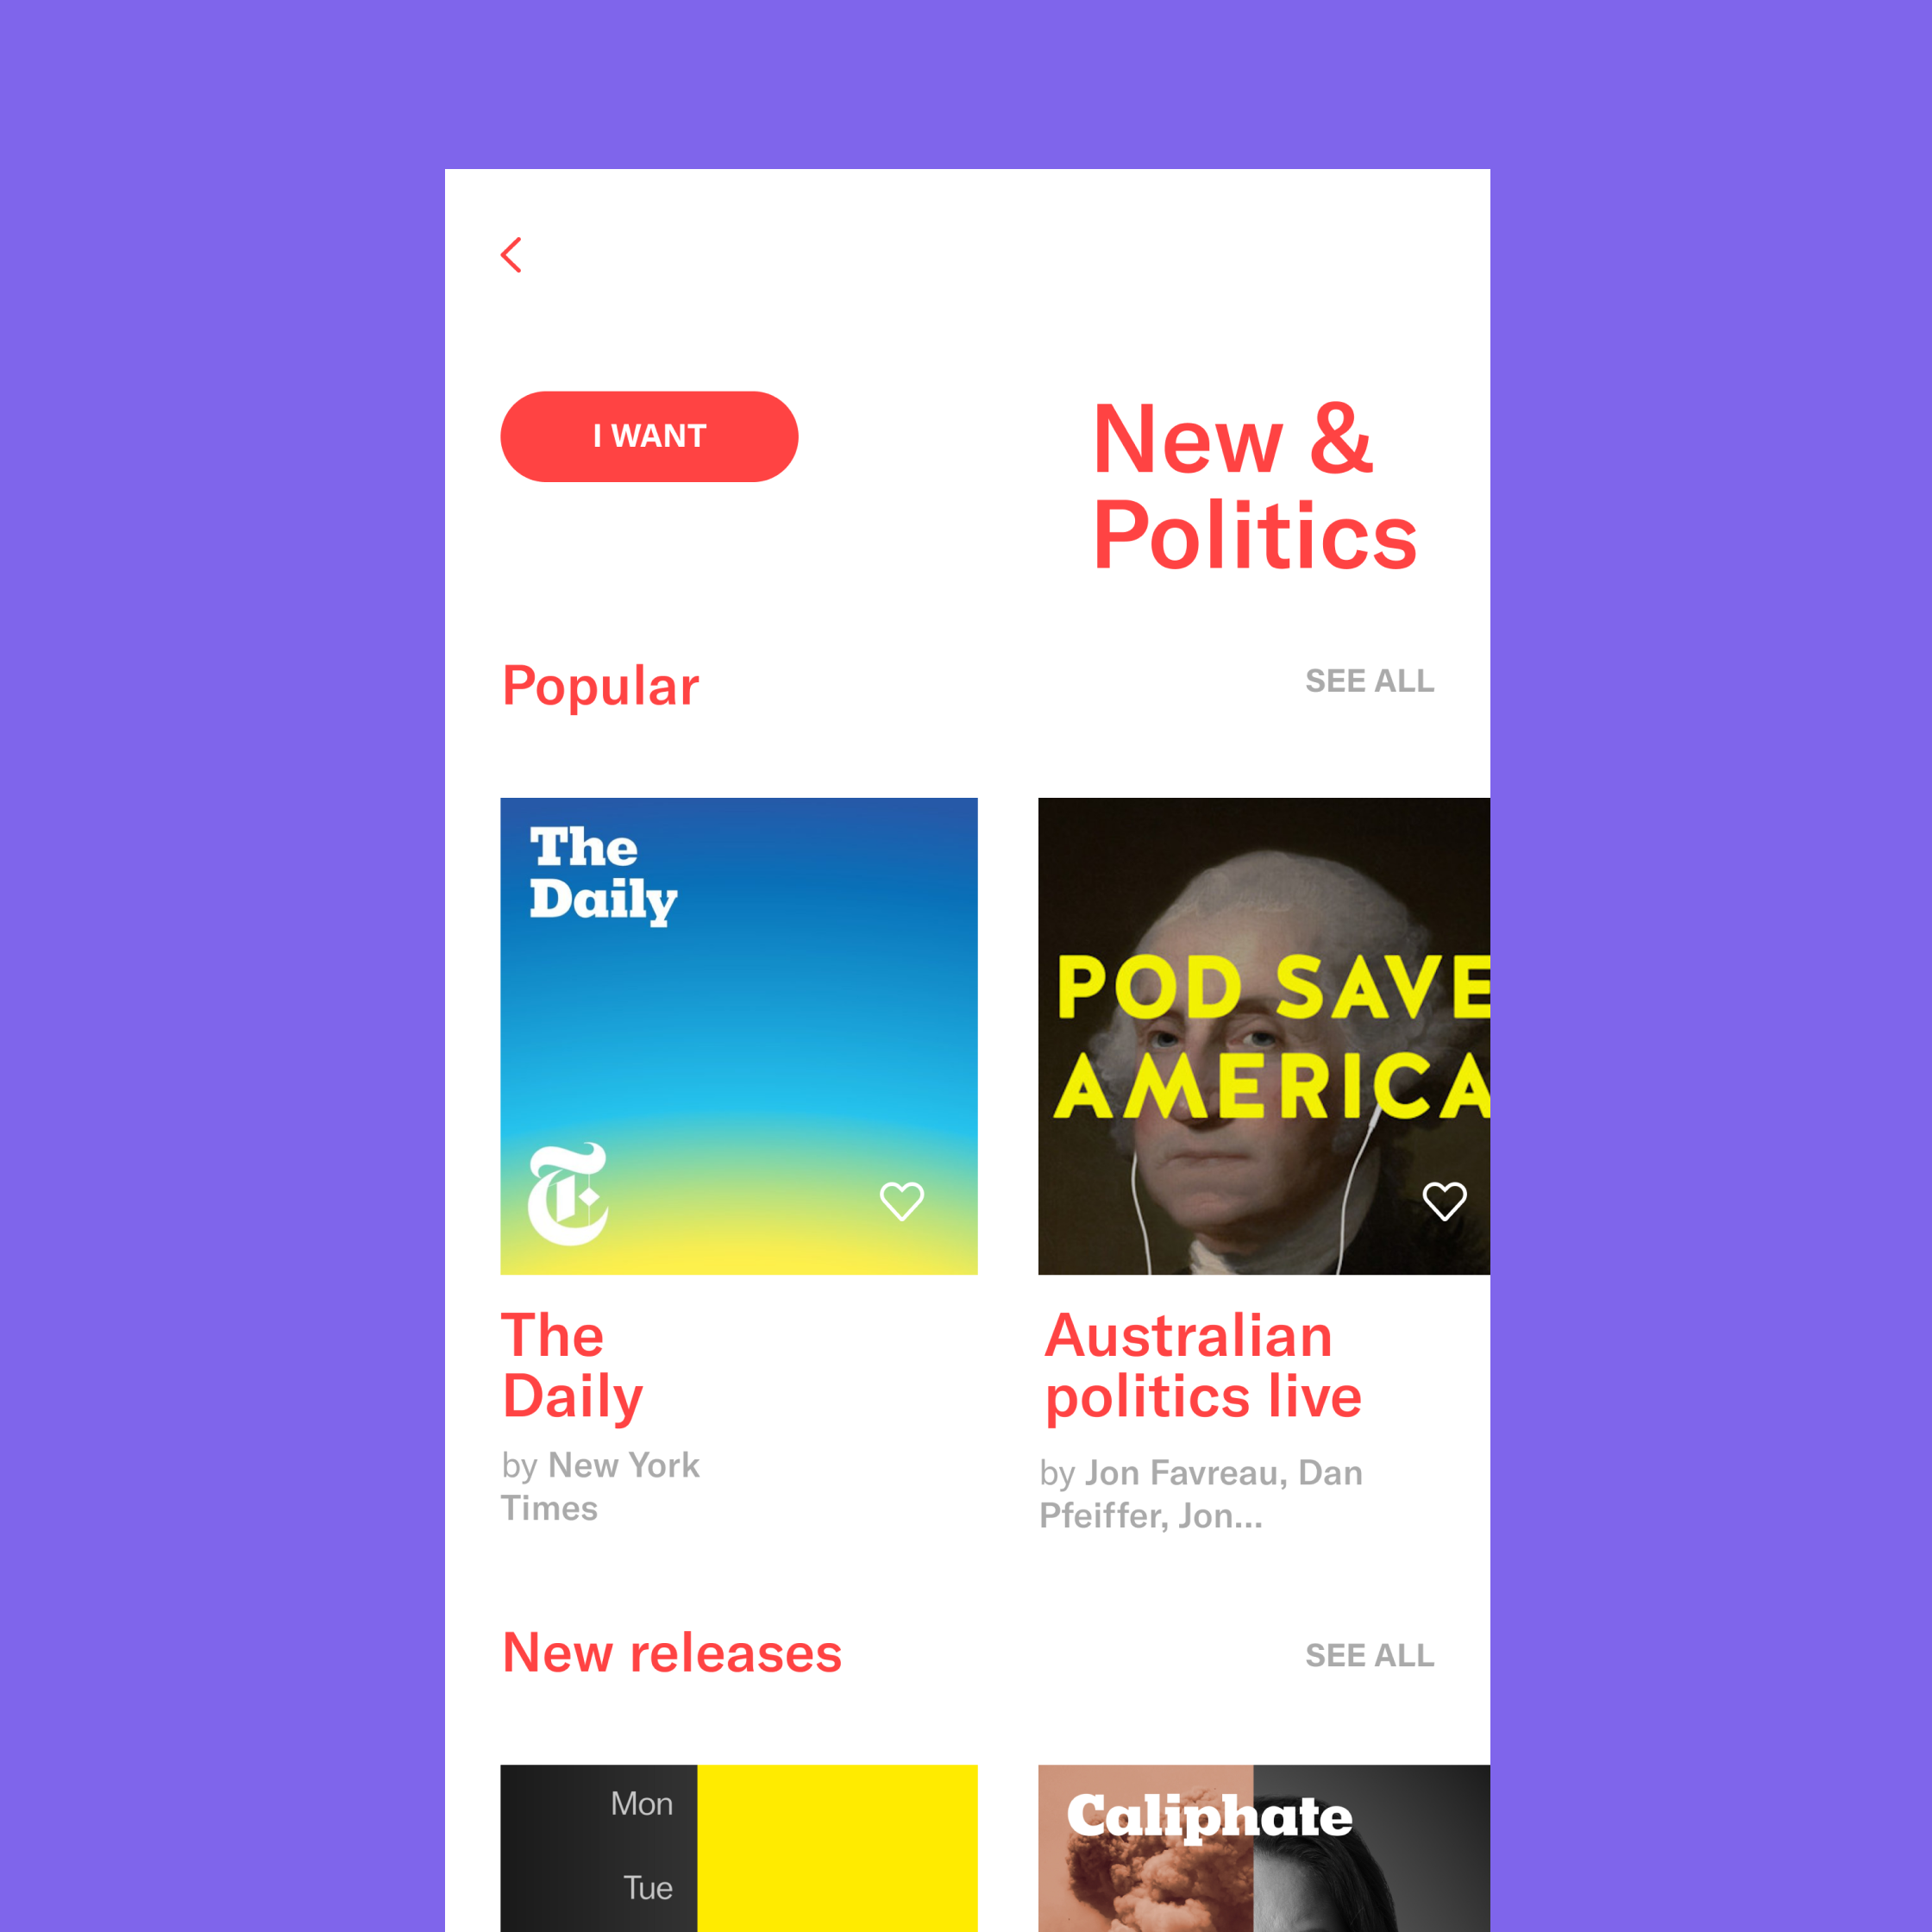 I WANT
New &
Politics
Popular
SEE ALL
The
Daily
POD SAVE
AMERICA
The
Daily
by New York
Times
Australian
politics live
by Jon Favreau, Dan
Pfeiffer, Jon...
New releases
SEE ALL
Mon
Tue
Caliphate